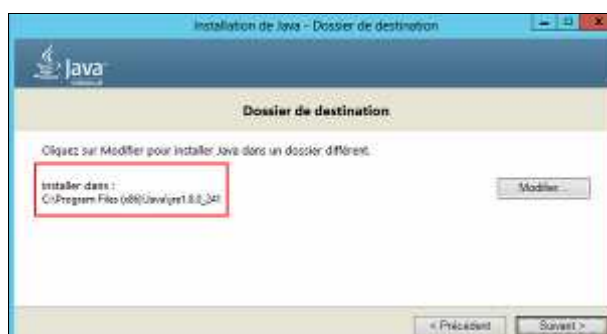 Installation de Java - Dossier de destination
Java
Dossier de destination
Cliquez sur Modifier pour installer Java dans un dossier différent.
Installer dans :
C:\Program Files (x86)\Java\jre1.8.0_241
Modifier...
< Précédent
Suivant >